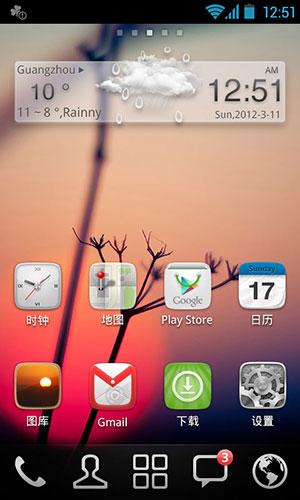 12:51
Guangzhou
10 °
11 ~ 8 °,Rainny
AM
12:51
Sun,2012-3-11
XII
Google
Sunday
17
时钟
地图
Play Store
日历
图库
Gmail
下载
设置
3